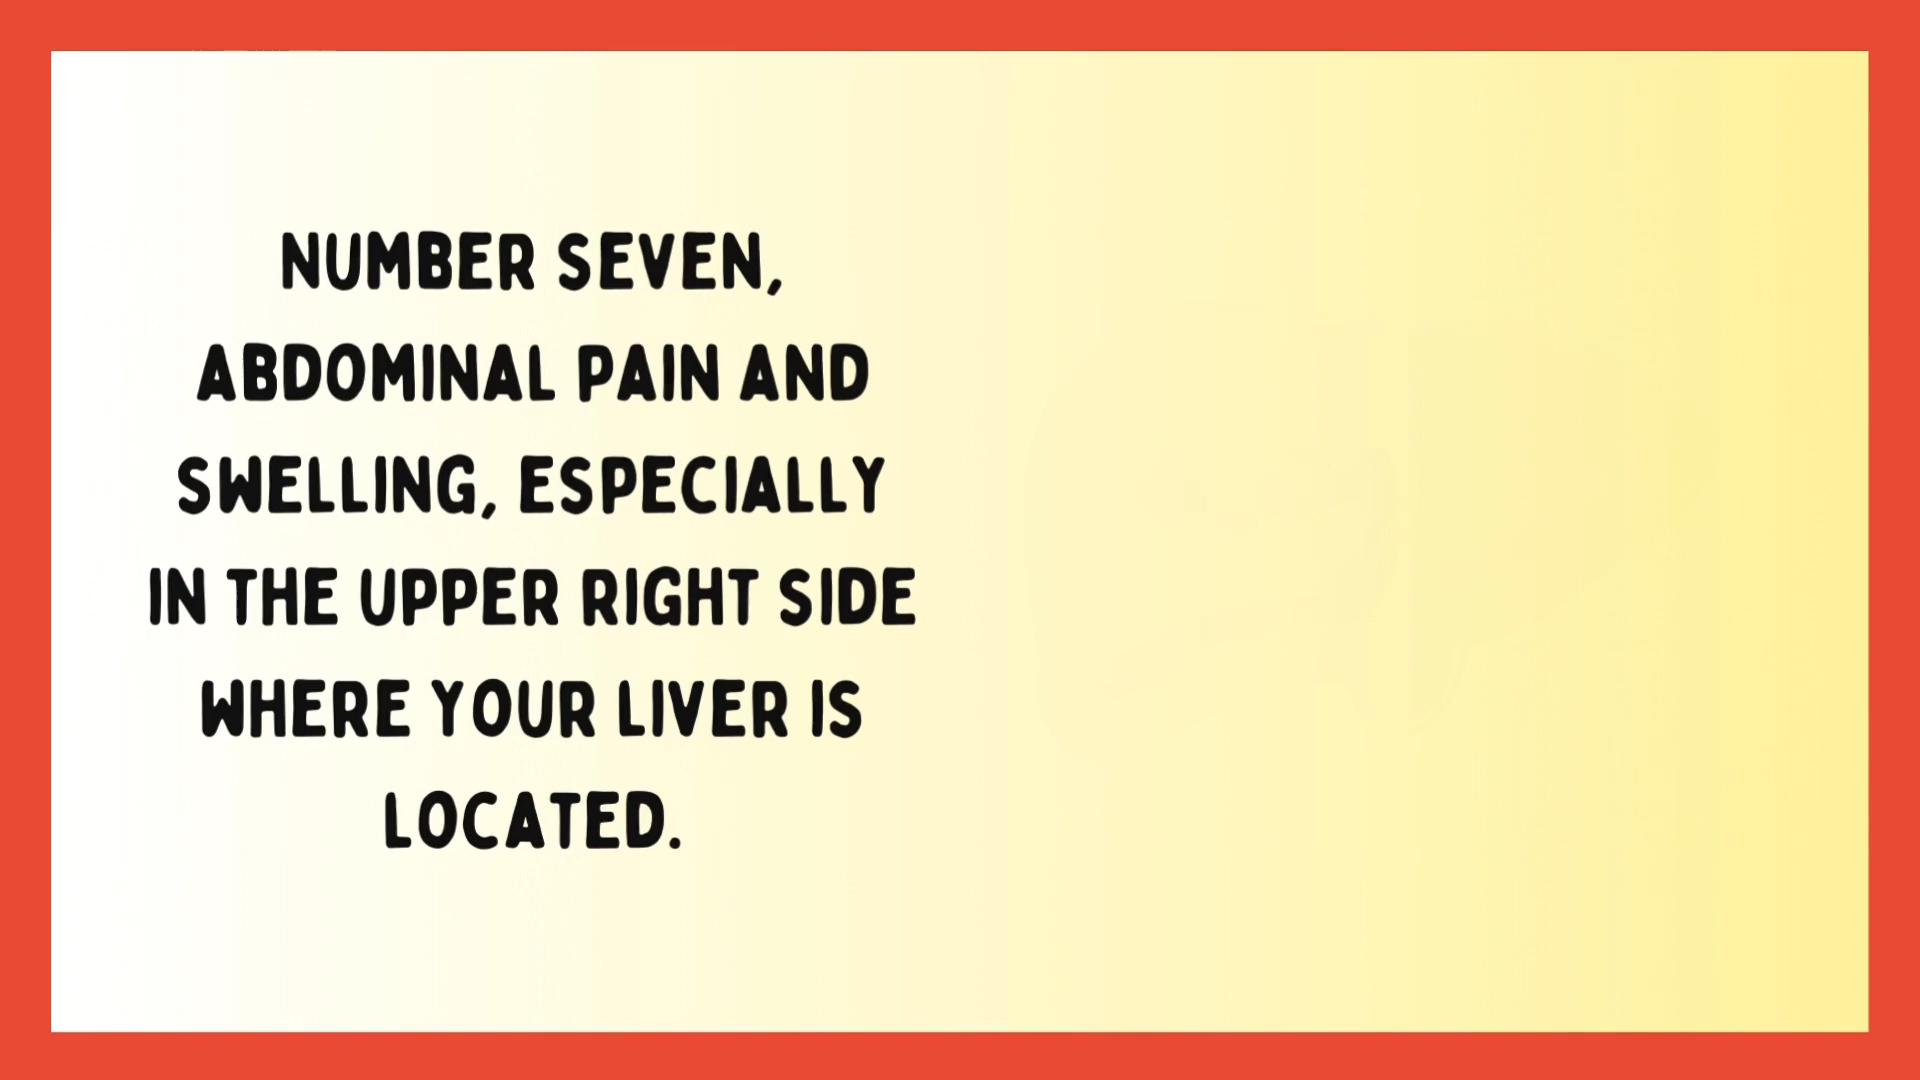 NUMBER SEVEN,
ABDOMINAL PAIN AND
SWELLING, ESPECIALLY
IN THE UPPER RIGHT SIDE
WHERE YOUR LIVER IS
LOCATED.